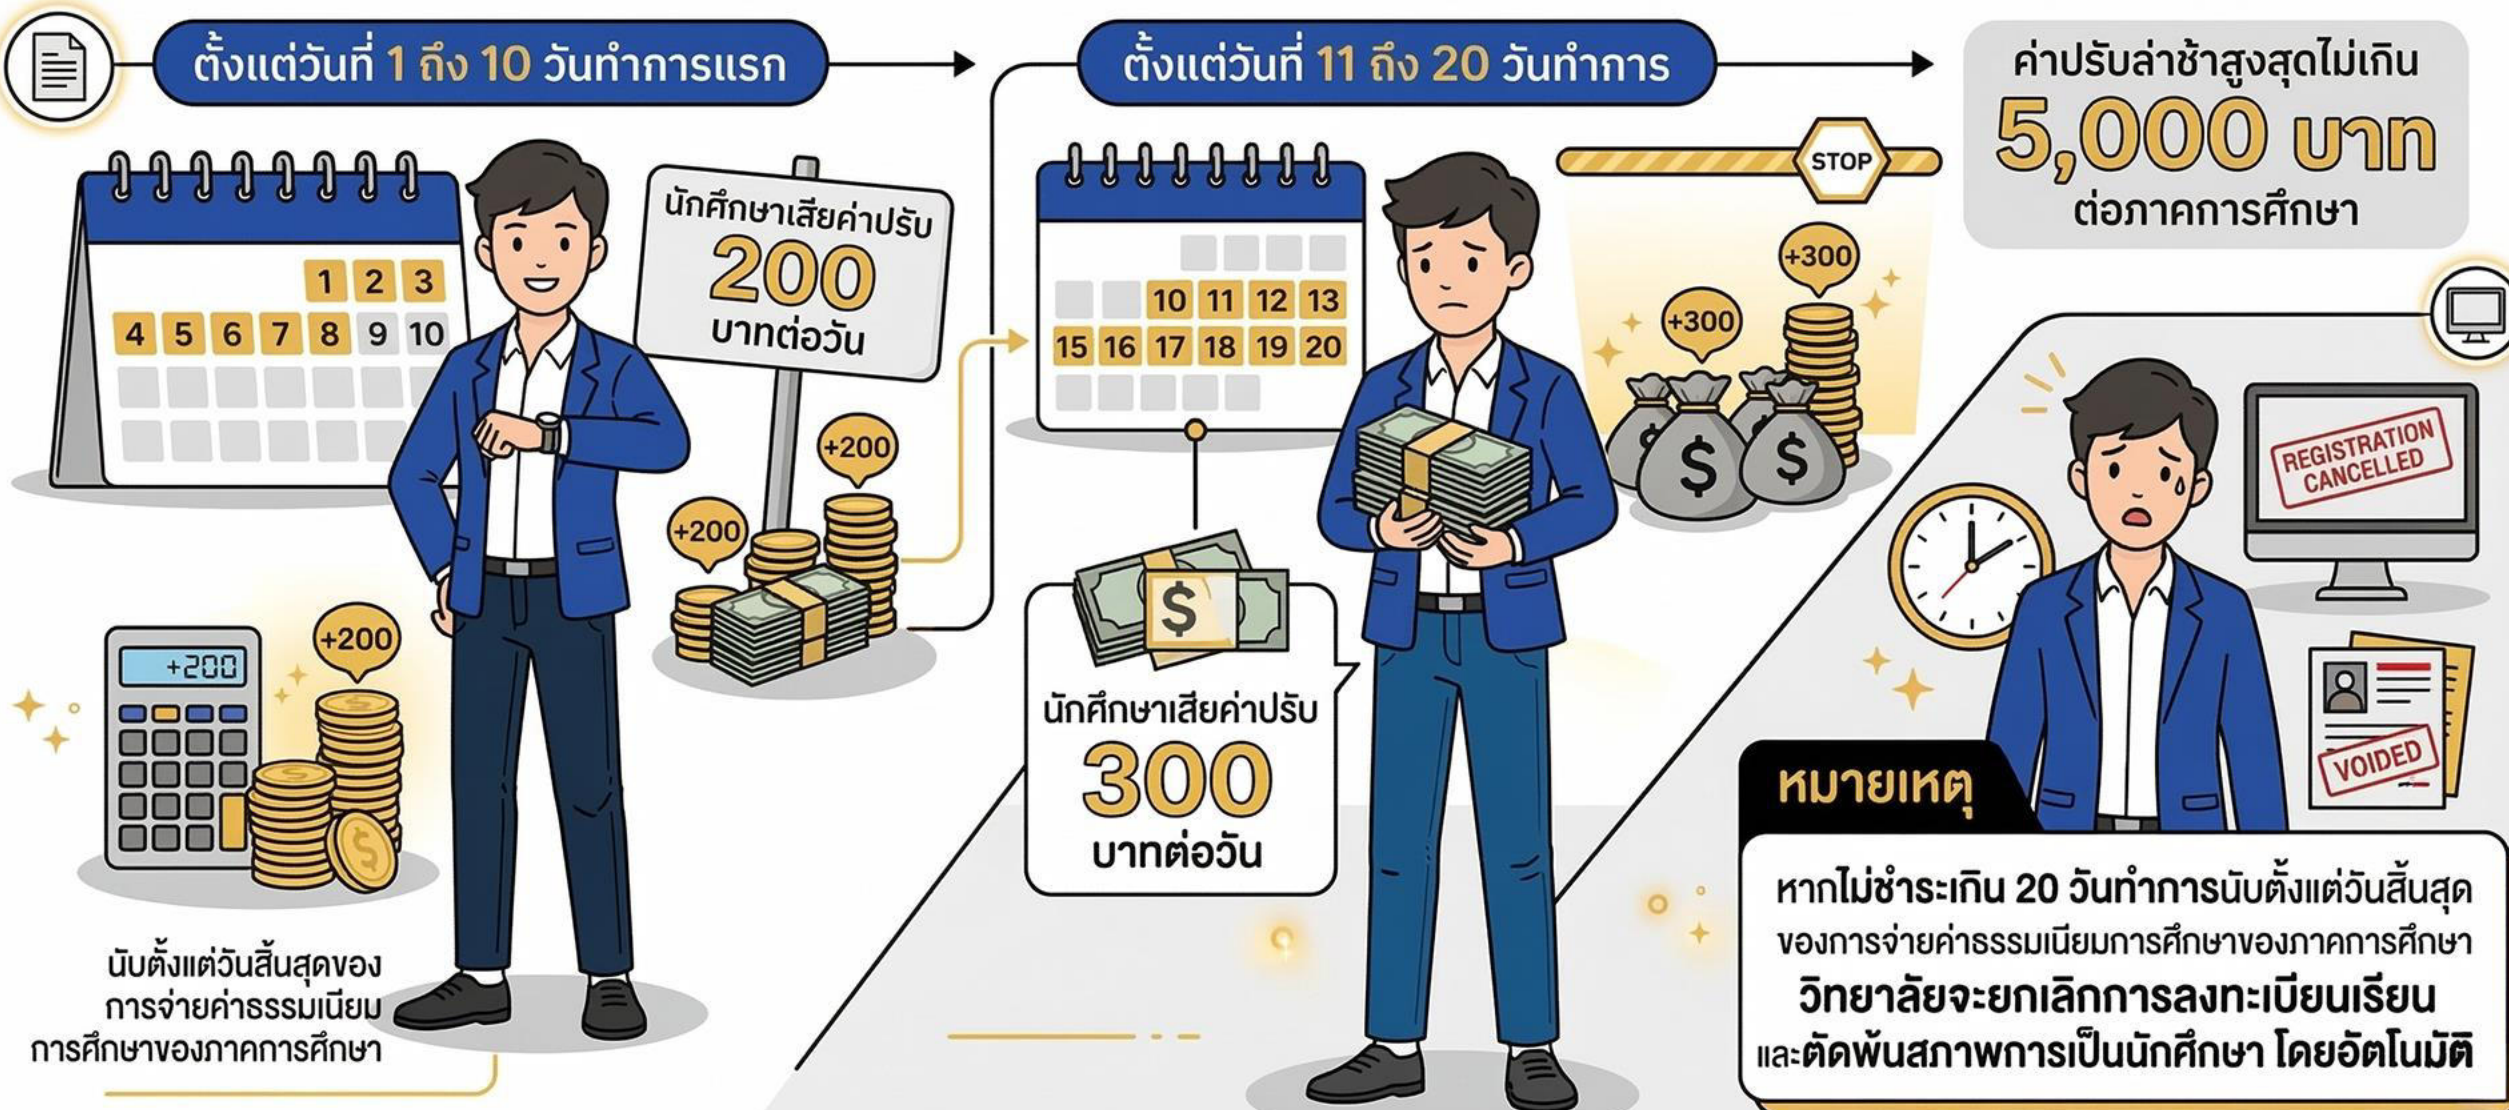 ตั้งแต่วันที่ 1 ถึง 10 วันทำการแรก
1 2 3
4 5 6 7 8 9 10
นักศึกษาเสียค่าปรับ
200
บาทต่อวัน
+200
+200
+200
+200
นับตั้งแต่วันสิ้นสุดของ
การจ่ายค่าธรรมเนียม
การศึกษาของภาคการศึกษา
ตั้งแต่วันที่ 11 ถึง 20 วันทำการ
10 11 12 13
15 16 17 18 19 20
$
นักศึกษาเสียค่าปรับ
300
บาทต่อวัน
STOP
+300
+300
$ $
ค่าปรับล่าช้าสูงสุดไม่เกิน
5,000 บาท
ต่อภาคการศึกษา
REGISTRATION
CANCELLED
VOIDED
หมายเหตุ
หากไม่ชำระเกิน 20 วันทำการนับตั้งแต่วันสิ้นสุด
ของการจ่ายค่าธรรมเนียมการศึกษาของภาคการศึกษา
วิทยาลัยจะยกเลิกการลงทะเบียนเรียน
และตัดพ้นสภาพการเป็นนักศึกษา โดยอัตโนมัติ